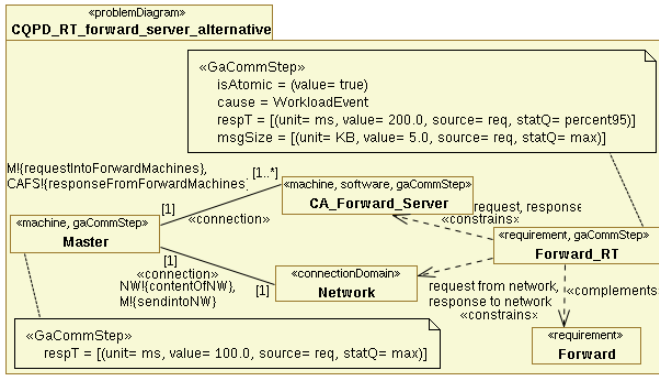 «problemDiagram»
CQPD_RT_forward_server_alternative
«GaCommStep»
isAtomic = (value= true)
cause = WorkloadEvent
respT = [(unit= ms, value= 200.0, source= req, statQ= percent95)]
msgSize = [(unit= KB, value= 5.0, source= req, statQ= max)]
M!{requestIntoForwardMachines},
CAFS!{responseFromForwardMachines}
[1..*]
«machine, software, gaCommStep»
CA_Forward_Server
[1]
«connection»
request, response
«constrains»
«machine, gaCommStep»
Master
«requirement, gaCommStep»
Forward_RT
[1]
«connection»
NW!{contentOfNW},
M!{sendintoNW}
[1]
«connectionDomain»
Network
request from network,
response to network
«constrains»
«complements»
«GaCommStep»
respT = [(unit= ms, value= 100.0, source= req, statQ= max)]
«requirement»
Forward